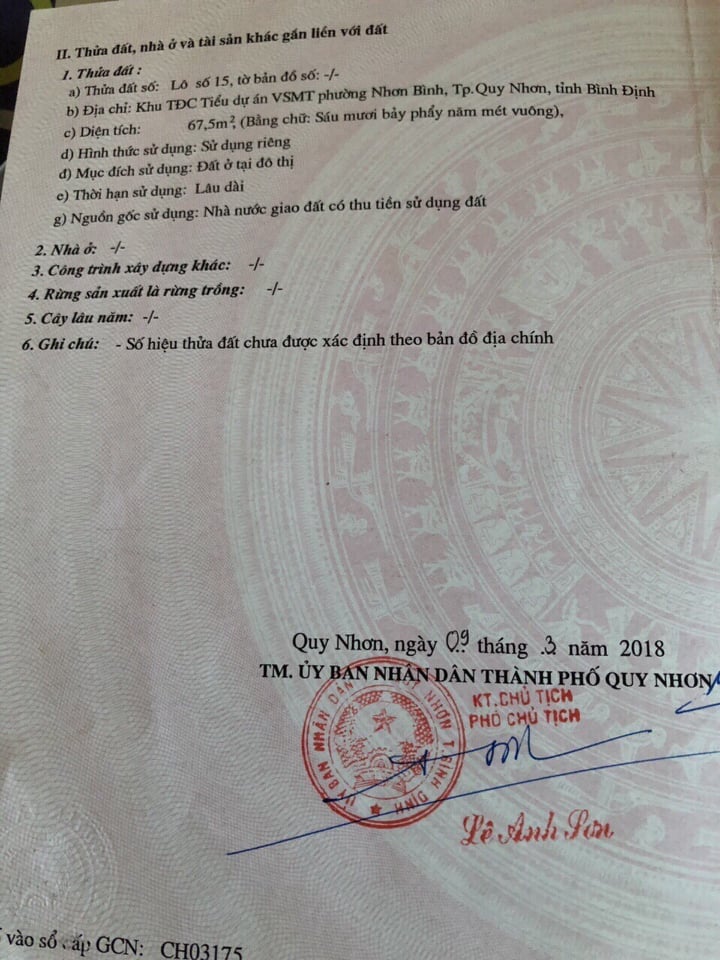 II. Thửa đất, nhà ở và tài sản khác gắn liền với đất
1. Thửa đất :
a) Thửa đất số: Lô số 15, tờ bản đồ số: -/-
b) Địa chỉ: Khu TĐC Tiểu dự án VSMT phường Nhơn Bình, Tp.Quy Nhơn, tỉnh Bình Định
c) Diện tích: 67,5m², (Bằng chữ: Sáu mươi bảy phẩy năm mét vuông),
d) Hình thức sử dụng: Sử dụng riêng
đ) Mục đích sử dụng: Đất ở tại đô thị
e) Thời hạn sử dụng: Lâu dài
g) Nguồn gốc sử dụng: Nhà nước giao đất có thu tiền sử dụng đất
2. Nhà ở: -/-
3. Công trình xây dựng khác: -/-
4. Rừng sản xuất là rừng trồng: -/-
5. Cây lâu năm: -/-
6. Ghi chú: - Số hiệu thửa đất chưa được xác định theo bản đồ địa chính
Quy Nhơn, ngày 09 tháng .3 năm 2018
TM. ỦY BAN NHÂN DÂN THÀNH PHỐ QUY NHƠN
KT.CHỦ TỊCH
PHÓ CHỦ TỊCH
ỦY BAN NHÂN DÂN NHƠN T.BÌNH ĐỊNH
Lê Anh Sơn
vào sổ cấp GCN: CH03175